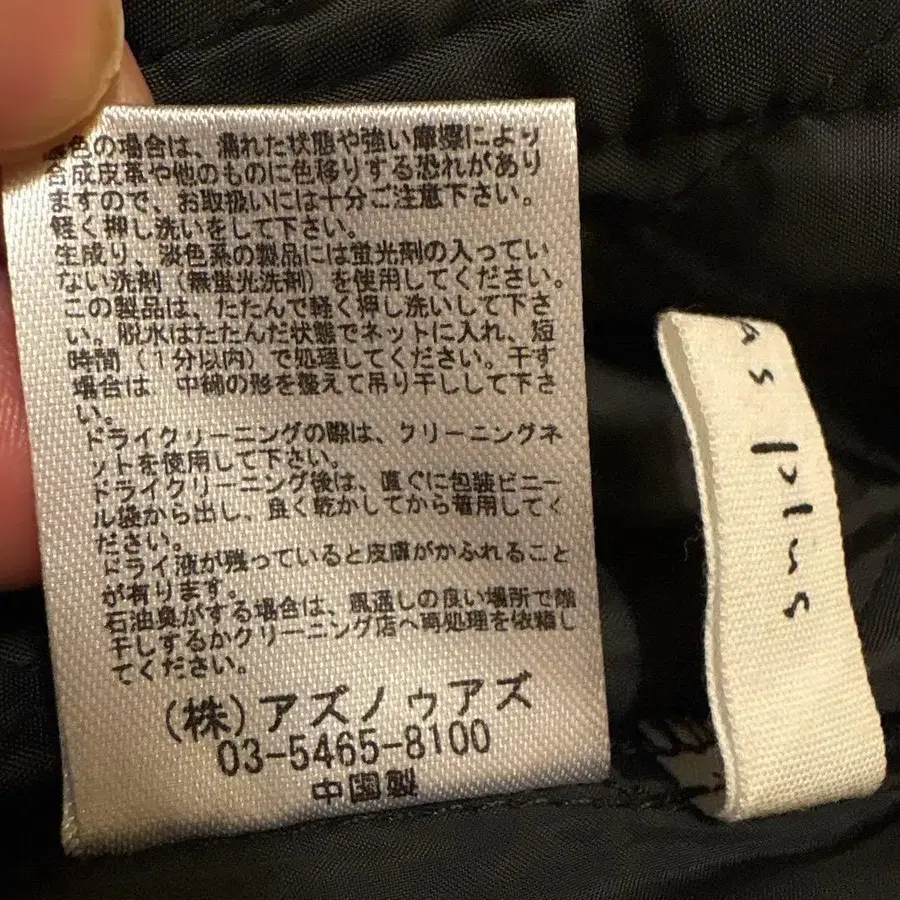 色の場合は、濡れた状態や強い摩擦により
合成皮革や他のものに色移りする恐れがあり
ますので、お取扱いには十分ご注意下さい。
軽く押し洗いをして下さい。
生成り、淡色系の製品には蛍光剤の入ってい
ない洗剤（無蛍光洗剤）を使用してください。
この製品は、たたんで軽く押し洗いして下さ
い。脱水はたたんだ状態でネットに入れ、短
時間（１分以内）で処理してください。干す
場合は、中綿の形を整えて吊り干しして下さ
い。
ドライクリーニングの際は、クリーニングネ
ットを使用して下さい。
ドライクリーニング後は、直ぐに包装ビニー
ル袋から出し、良く乾かしてから着用してく
ださい。
ドライ液が残っていると皮膚がかぶれること
が有ります。
石油臭がする場合は、風通しの良い場所で陰
干しするかクリーニング店へ再処理を依頼し
てください。
（株）アズノゥアズ
03-5465-8100
中国製
as plus